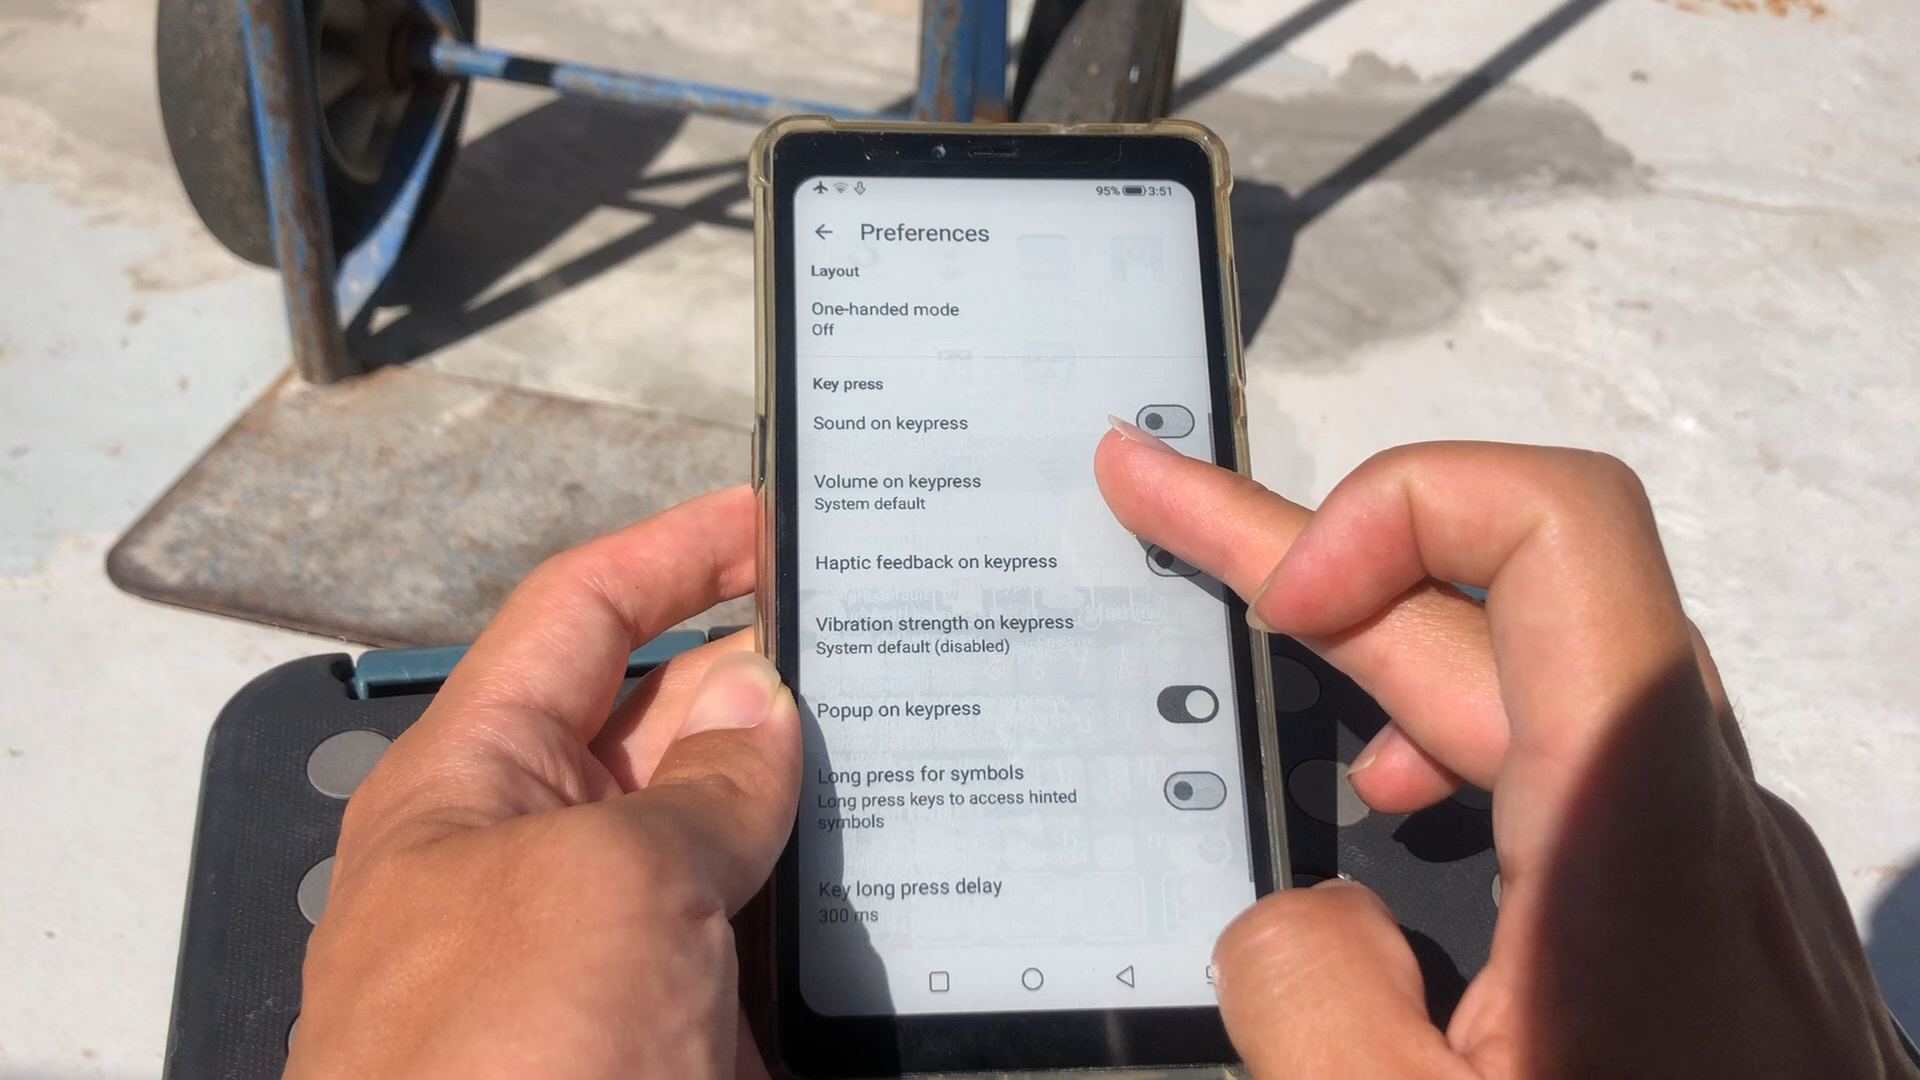 95% 3:51
Preferences
Layout
One-handed mode
Off
Key press
Sound on keypress
Volume on keypress
System default
Haptic feedback on keypress
Vibration strength on keypress
System default (disabled)
Popup on keypress
Long press for symbols
Long press keys to access hinted
symbols
Key long press delay
300 ms